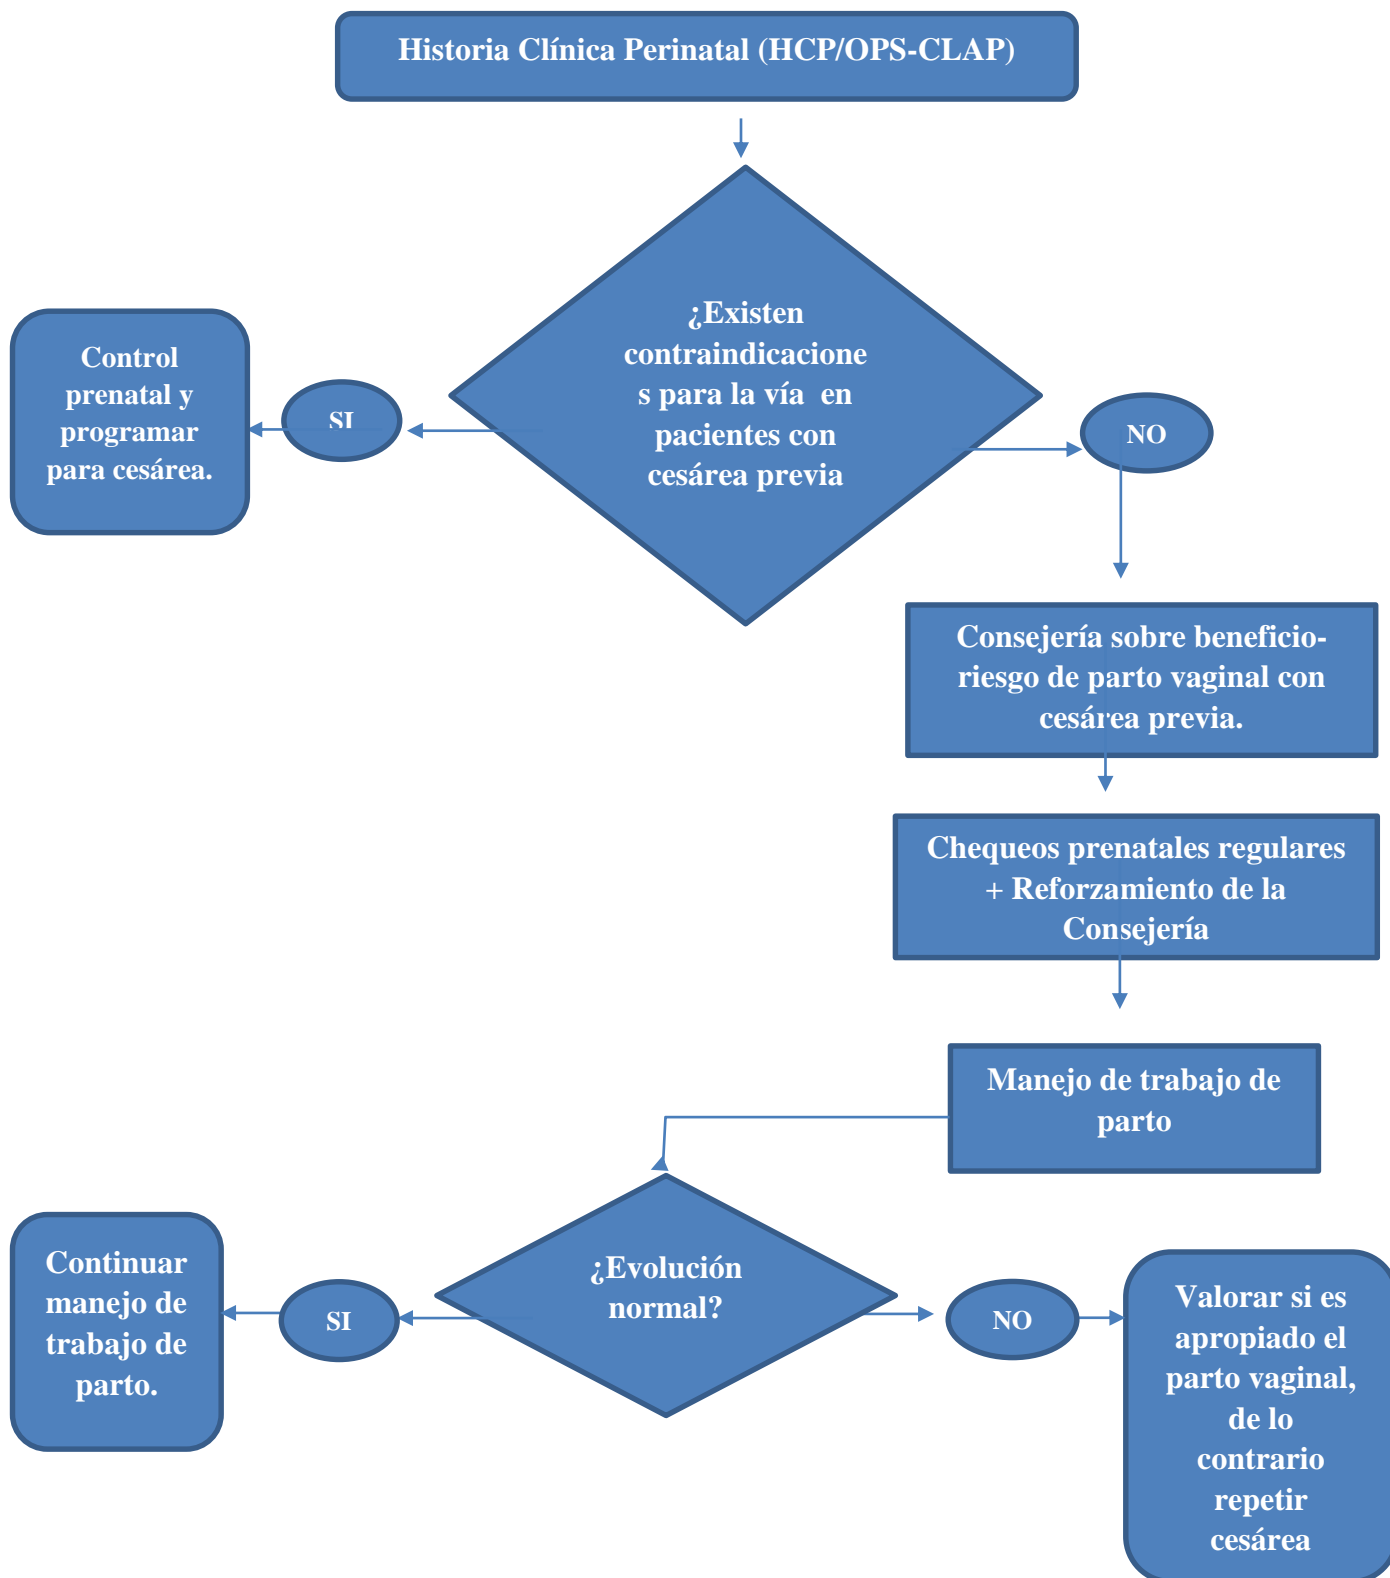 Historia Clínica Perinatal (HCP/OPS-CLAP)
¿Existen
contraindicacione
s para la vía en
pacientes con
cesárea previa
Control
prenatal y
programar
para cesárea.
SI
NO
Consejería sobre beneficio-
riesgo de parto vaginal con
cesárea previa.
Chequeos prenatales regulares
+ Reforzamiento de la
Consejería
Manejo de trabajo de
parto
¿Evolución
normal?
Continuar
manejo de
trabajo de
parto.
SI
NO
Valorar si es
apropiado el
parto vaginal,
de lo
contrario
repetir
cesárea